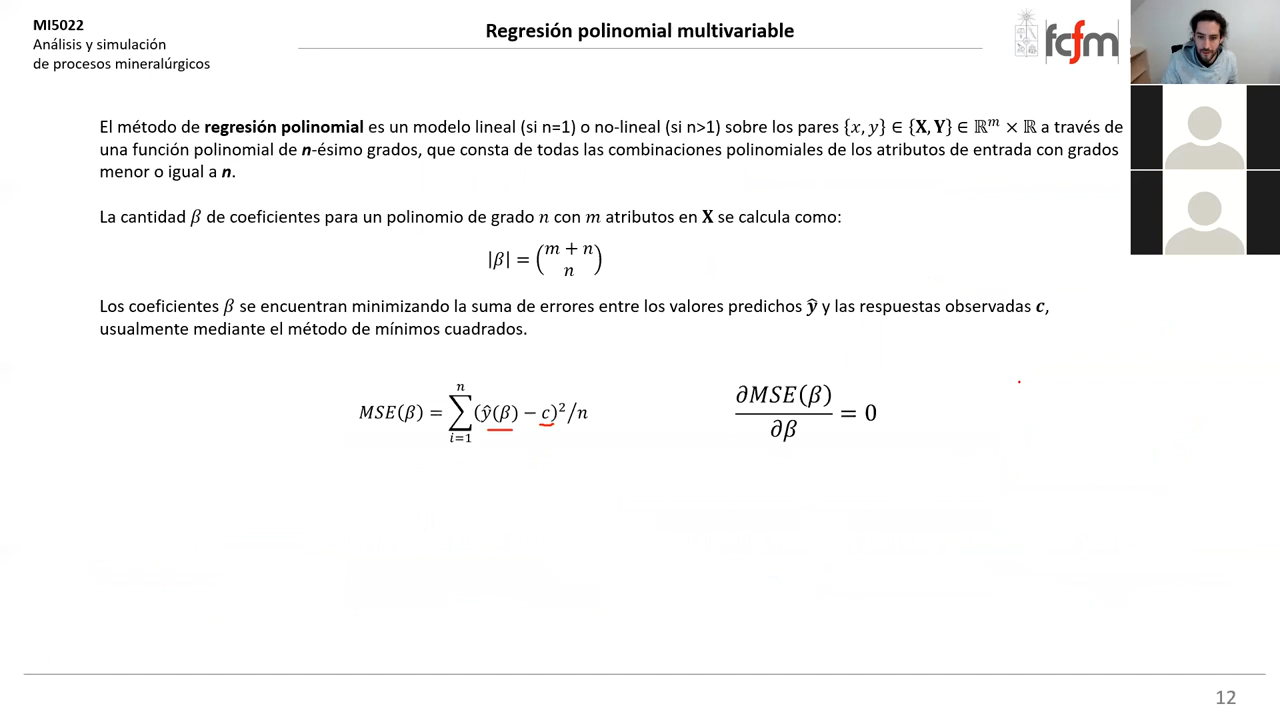 MI5022
Análisis y simulación
de procesos mineralúrgicos
Regresión polinomial multivariable
fcfm
El método de regresión polinomial es un modelo lineal (si n=1) o no-lineal (si n>1) sobre los pares {x, y} ∈ {X, Y} ∈ ℝ^m × ℝ a través de
una función polinomial de n-ésimo grados, que consta de todas las combinaciones polinomiales de los atributos de entrada con grados
menor o igual a n.
La cantidad β de coeficientes para un polinomio de grado n con m atributos en X se calcula como:
|β| = (m + n
n)
Los coeficientes β se encuentran minimizando la suma de errores entre los valores predichos ŷ y las respuestas observadas c,
usualmente mediante el método de mínimos cuadrados.
MSE(β) = ∑_{i=1}^{n} (ŷ(β) − c)²/n
∂MSE(β)/∂β = 0
12